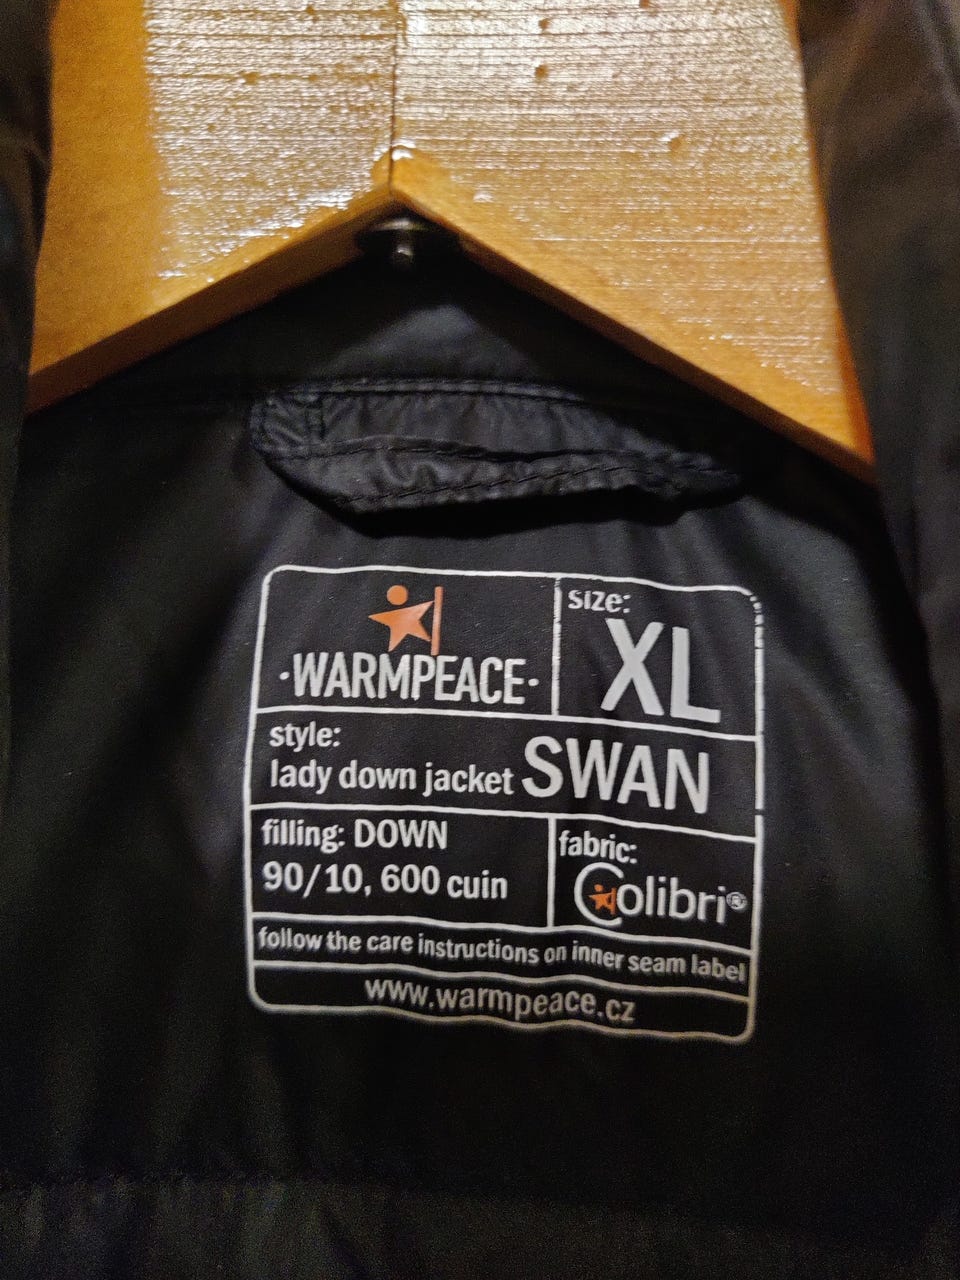 ·WARMPEACE·
size:
XL
style:
lady down jacket SWAN
filling: DOWN
90/10, 600 cuin
fabric:
Colibri®
follow the care instructions on inner seam label
www.warmpeace.cz